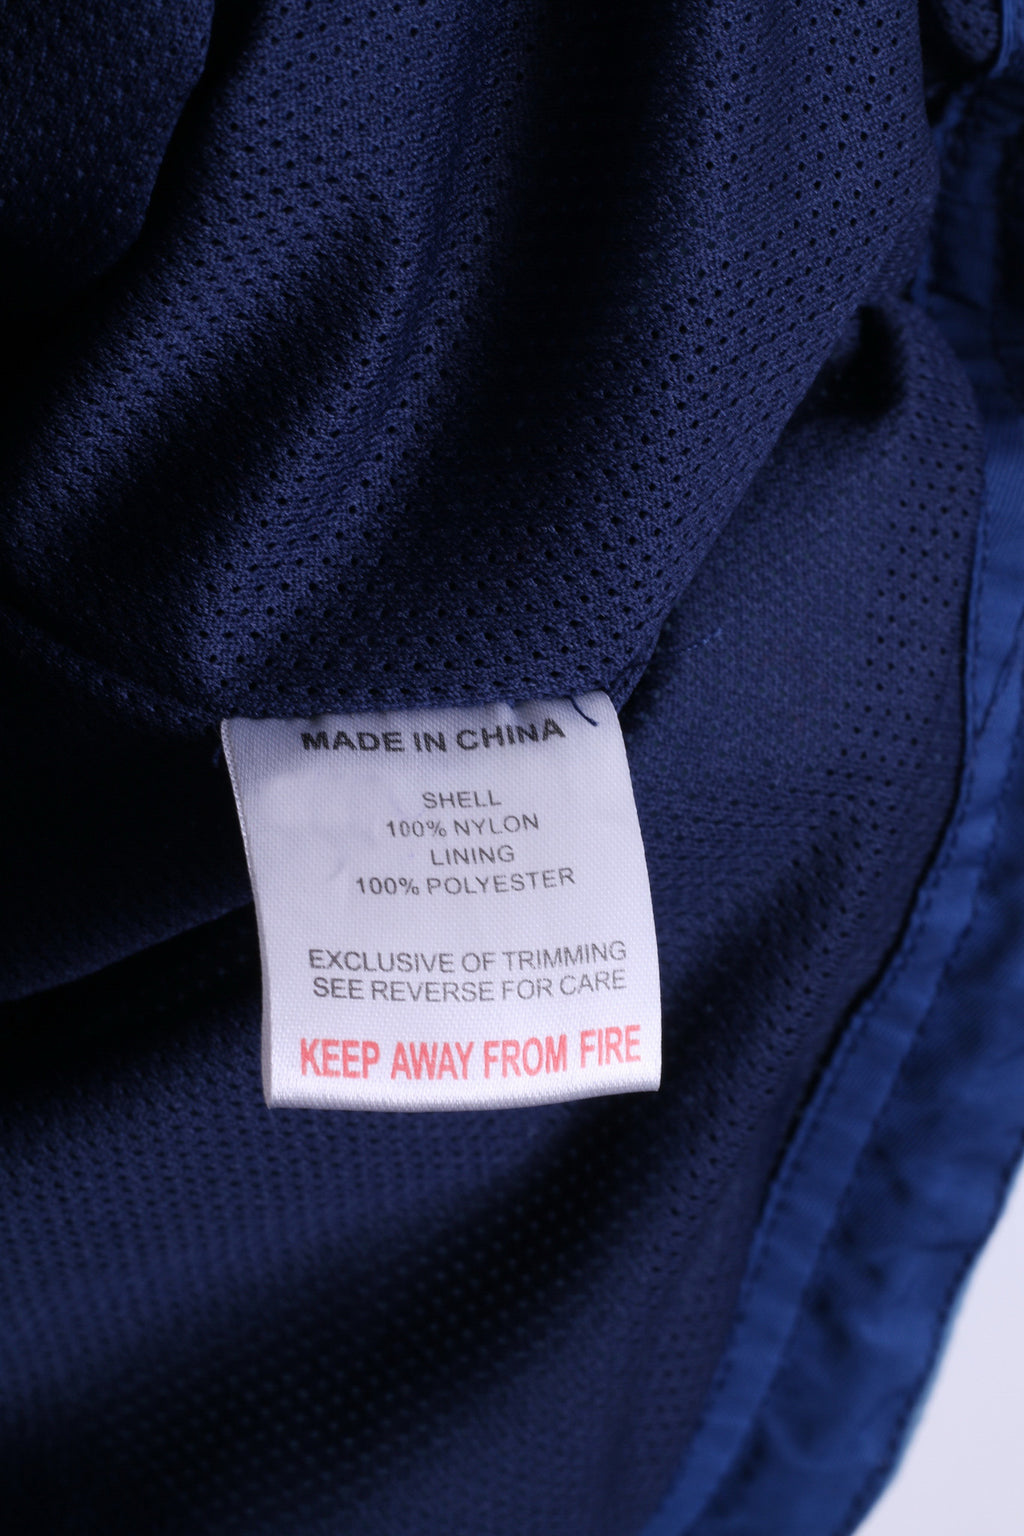 MADE IN CHINA
SHELL
100% NYLON
LINING
100% POLYESTER
EXCLUSIVE OF TRIMMING
SEE REVERSE FOR CARE
KEEP AWAY FROM FIRE